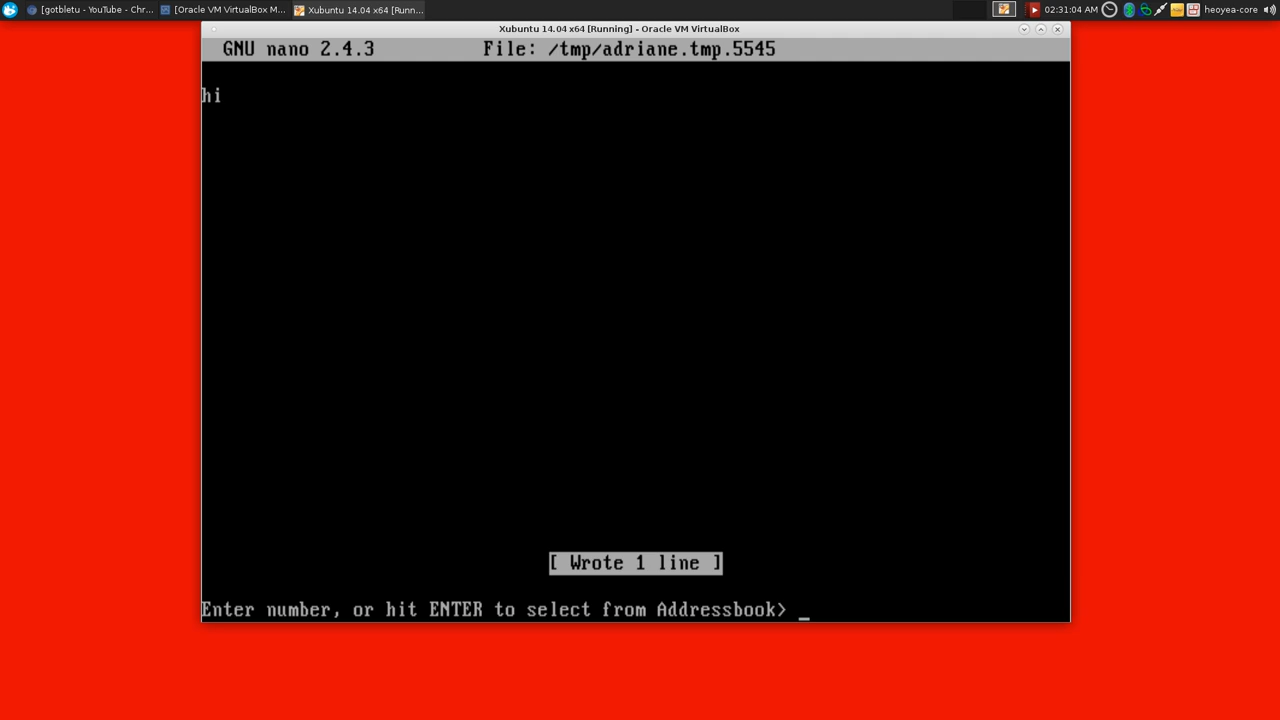 [gotbletu - YouTube - Chr...
[Oracle VM VirtualBox M...
Xubuntu 14.04 x64 [Runn...
02:31:04 AM
heoyea-core
Xubuntu 14.04 x64 [Running] - Oracle VM VirtualBox
GNU nano 2.4.3 File: /tmp/adriane.tmp.5545
hi
[ Wrote 1 line ]
Enter number, or hit ENTER to select from Addressbook> _